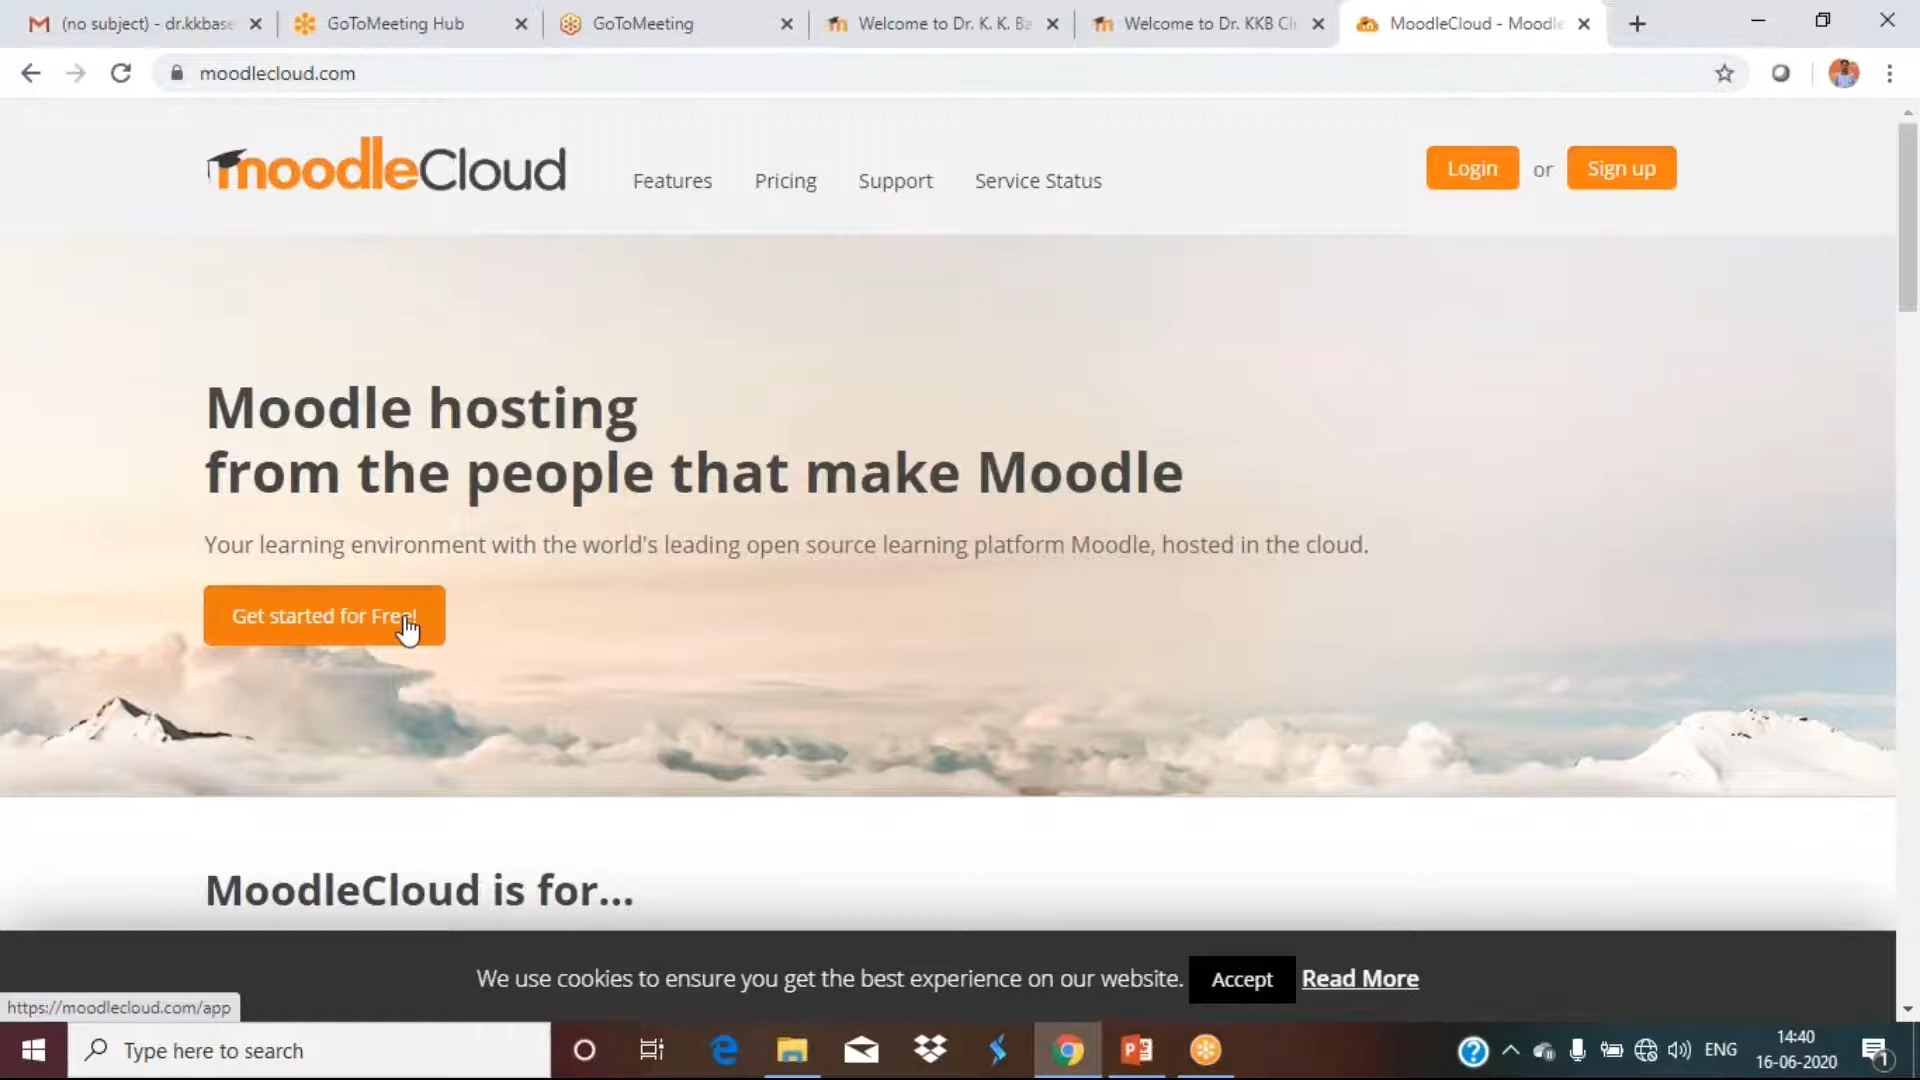 (no subject) - dr.kkbase
GoToMeeting Hub
GoToMeeting
Welcome to Dr. K. K. Ba
Welcome to Dr. KKB Cl
MoodleCloud - Moodle
moodlecloud.com
moodleCloud
Features
Pricing
Support
Service Status
Login
or
Sign up
Moodle hosting
from the people that make Moodle
Your learning environment with the world's leading open source learning platform Moodle, hosted in the cloud.
Get started for Free!
MoodleCloud is for...
We use cookies to ensure you get the best experience on our website.
Accept
Read More
https://moodlecloud.com/app
Type here to search
ENG
14:40
16-06-2020
1